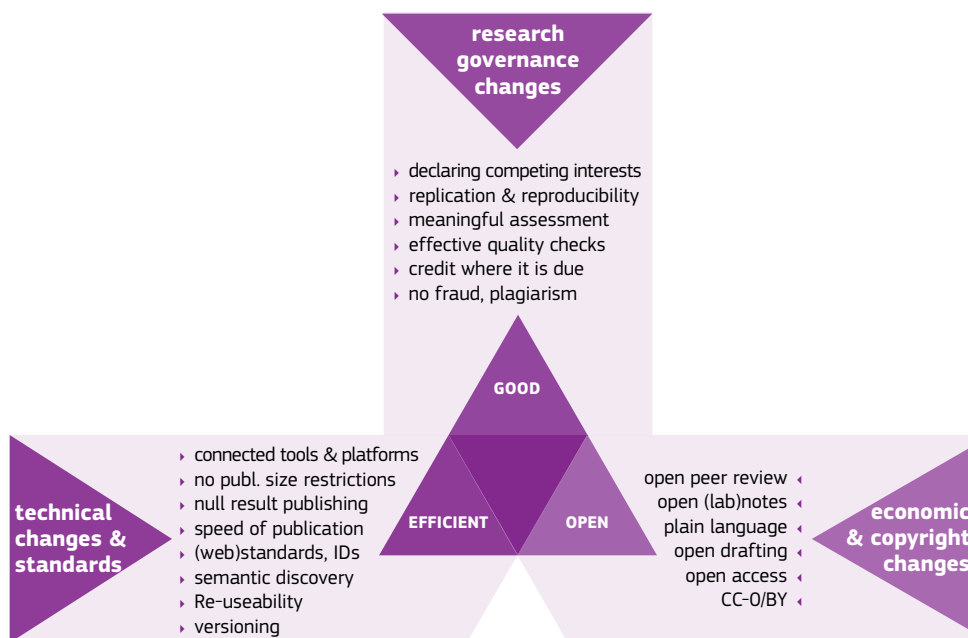 research
governance
changes
declaring competing interests
replication & reproducibility
meaningful assessment
effective quality checks
credit where it is due
no fraud, plagiarism
GOOD
technical
changes &
standards
connected tools & platforms
no publ. size restrictions
null result publishing
speed of publication
(web)standards, IDs
semantic discovery
Re-useability
versioning
EFFICIENT
OPEN
open peer review
open (lab)notes
plain language
open drafting
open access
CC-0/BY
economic
& copyright
changes